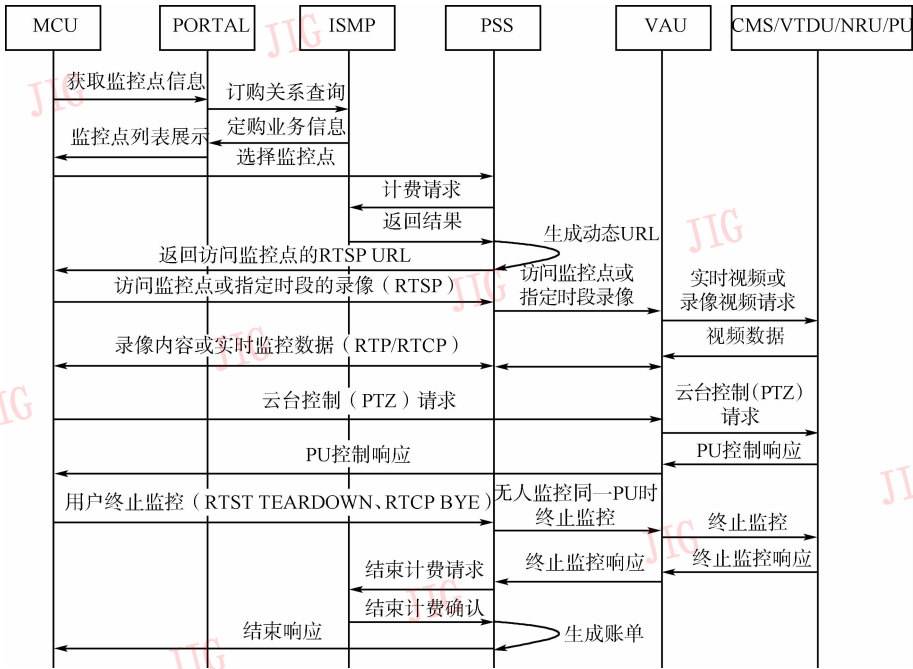 MCU
PORTAL
ISMP
PSS
VAU
CMS/VTDU/NRU/PU
获取监控点信息
订购关系查询
定购业务信息
监控点列表展示
选择监控点
计费请求
返回结果
生成动态URL
返回访问监控点的RTSP URL
访问监控点或指定时段的录像（RTSP）
访问监控点或
指定时段录像
实时视频或
录像视频请求
视频数据
录像内容或实时监控数据（RTP/RTCP）
云台控制（PTZ）请求
云台控制(PTZ)
请求
PU控制响应
PU控制响应
用户终止监控（RTST TEARDOWN、RTCP BYE）
无人监控同一PU时
终止监控
终止监控
终止监控响应
终止监控响应
结束计费请求
结束计费确认
生成账单
结束响应
JIG
JIG
JIG
JIG
JIG
JIG
JIG
JIG
JIG
JIG